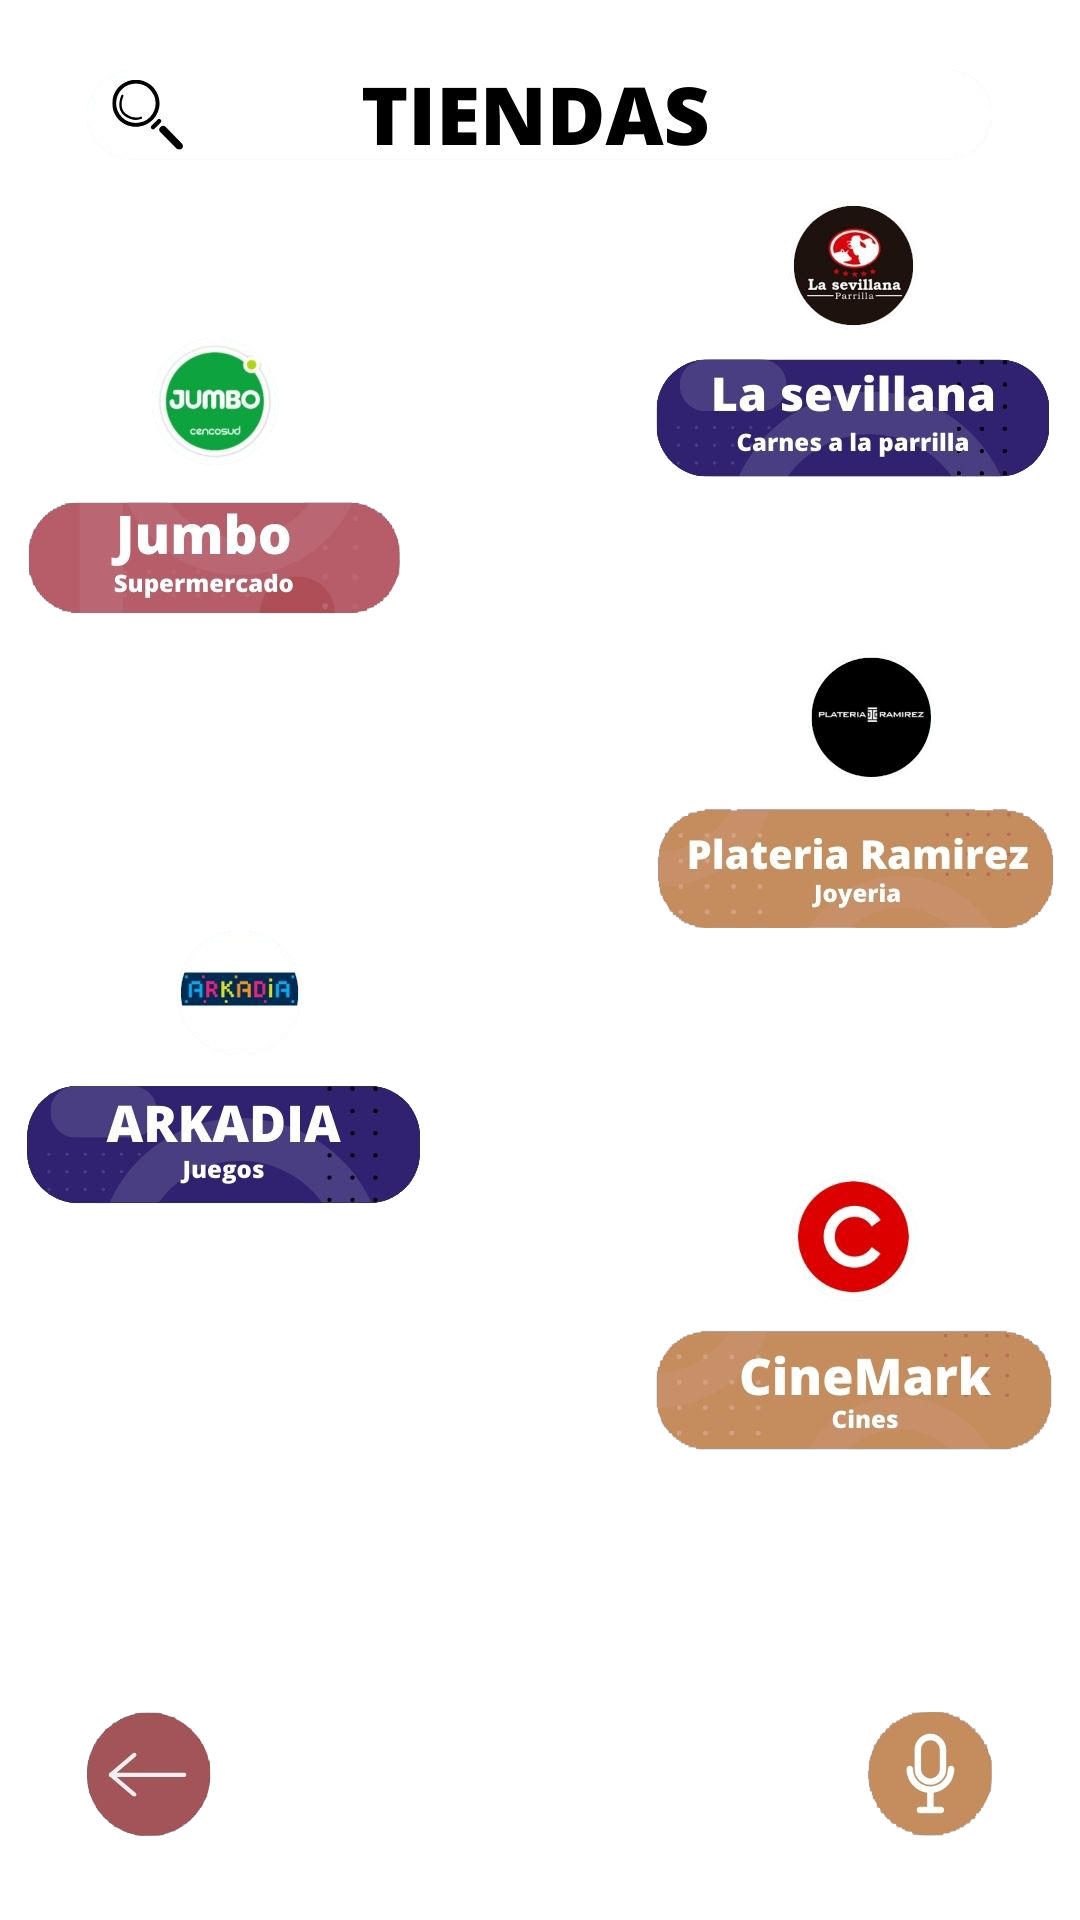 TIENDAS
La sevillana
Parrilla
La sevillana
Carnes a la parrilla
JUMBO
cencosud
Jumbo
Supermercado
PLATERIA RAMIREZ
Plateria Ramirez
Joyeria
ARKADiA
ARKADIA
Juegos
C
CineMark
Cines